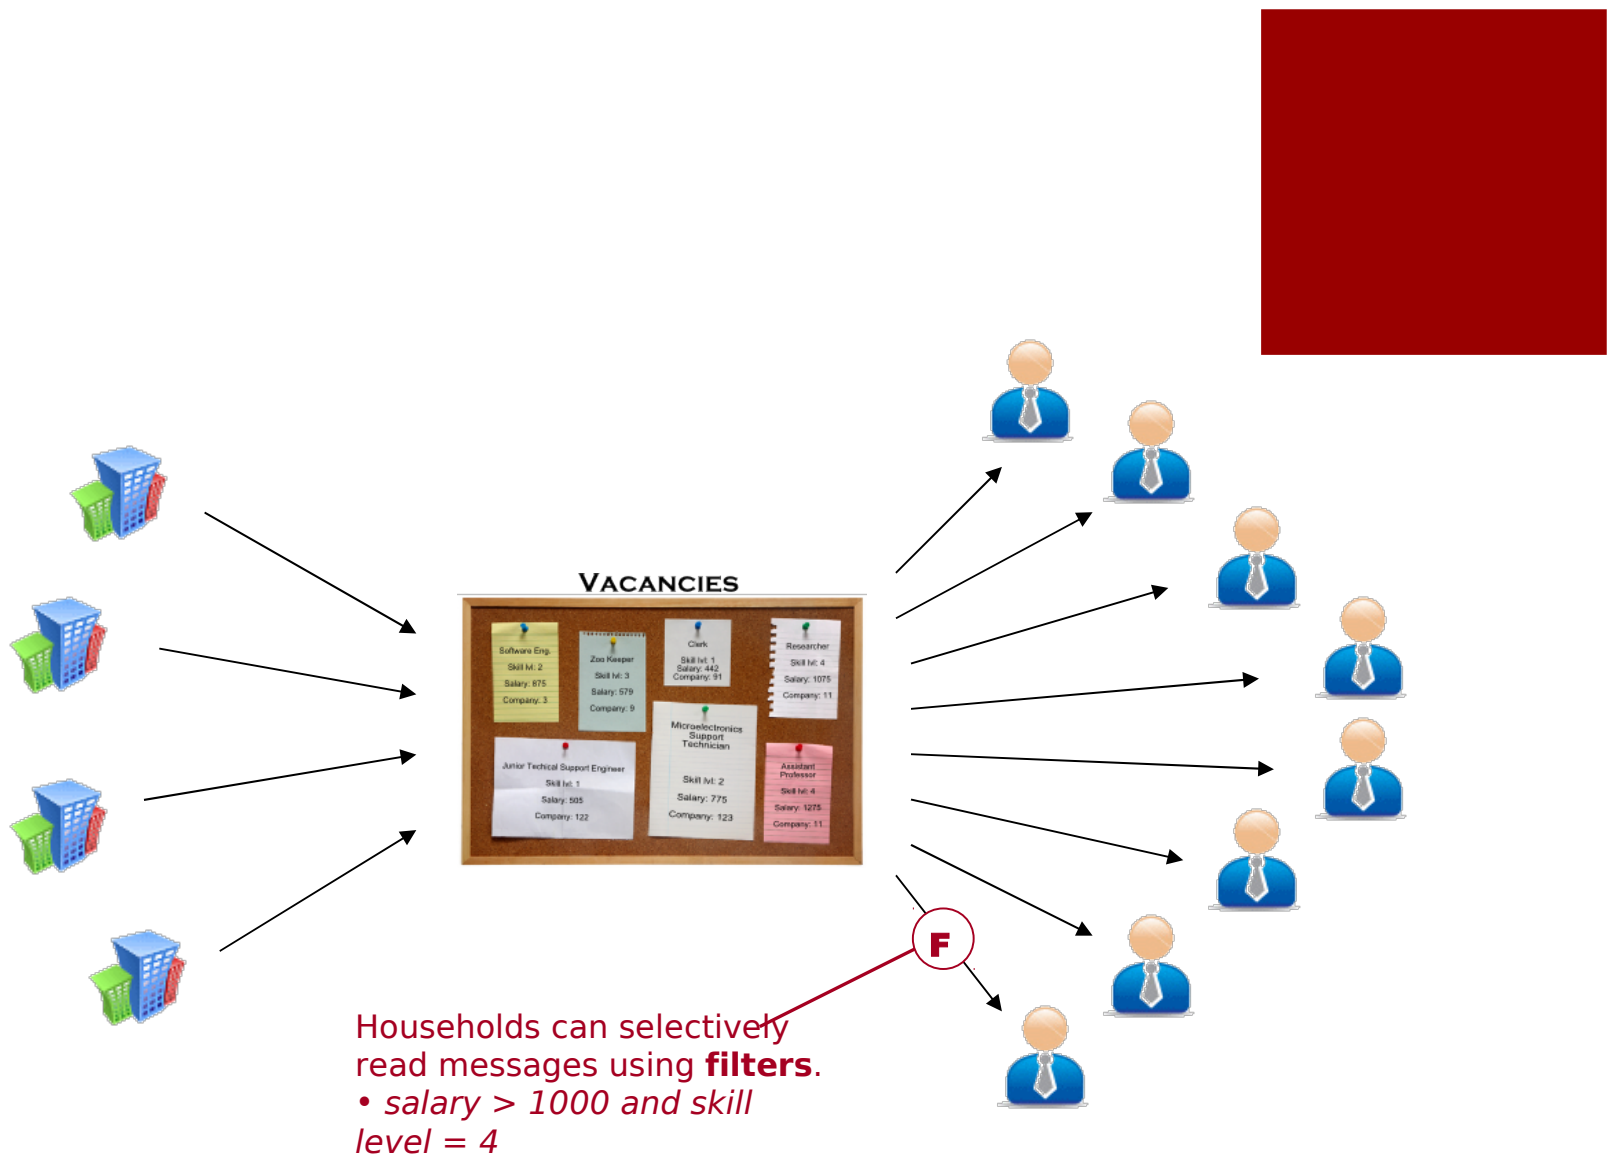 VACANCIES
Software Eng.
Skill lvl: 2
Salary: 675
Company: 3
Zoo Keeper
Skill lvl: 3
Salary: 579
Company: 9
Clerk
Skill lvl: 1
Salary: 442
Company: 91
Researcher
Skill lvl: 4
Salary: 1075
Company: 11
Junior Techical Support Engineer
Skill lvl: 1
Salary: 505
Company: 122
Microelectronics
Support
Technician
Skill lvl: 2
Salary: 775
Company: 123
Assistant
Professor
Skill lvl: 4
Salary: 1275
Company: 11
F
Households can selectively
read messages using filters.
• salary > 1000 and skill
level = 4